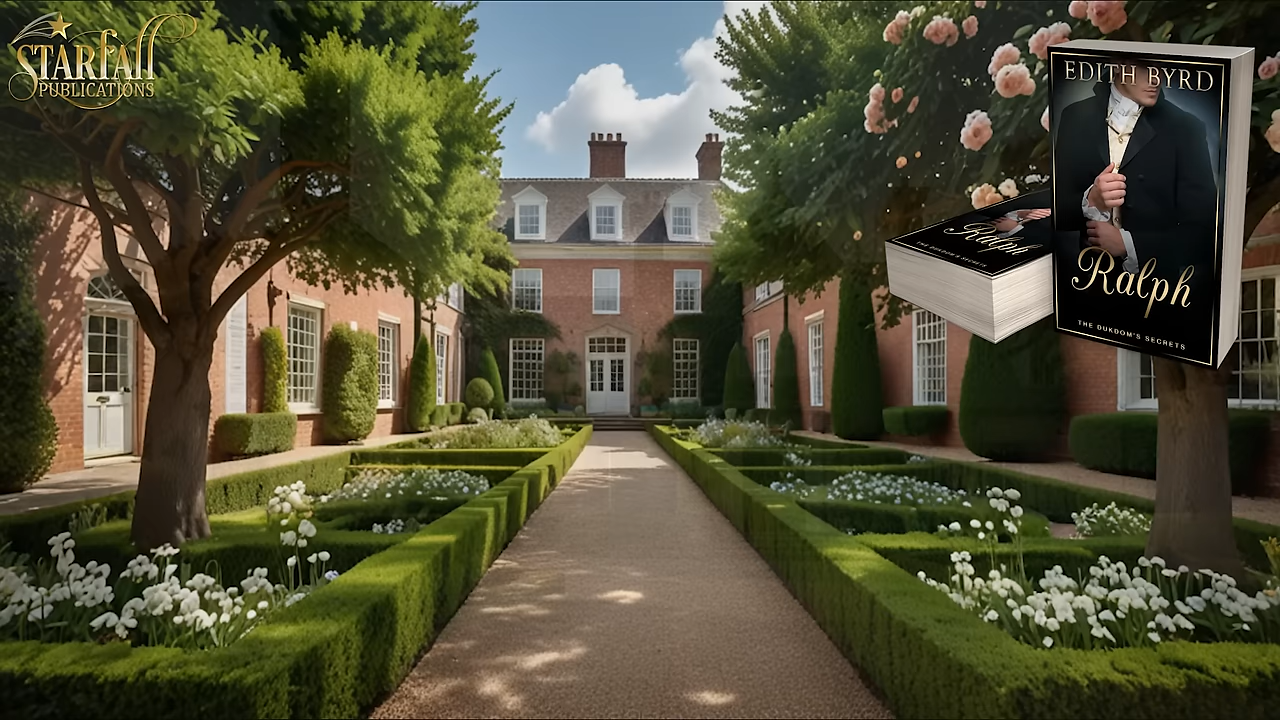 STARfall
PUBLICATIONS
EDITH BYRD
Ralph
THE DUKDOM'S SECRETS
Ralph
THE DUKDOM'S SECRETS